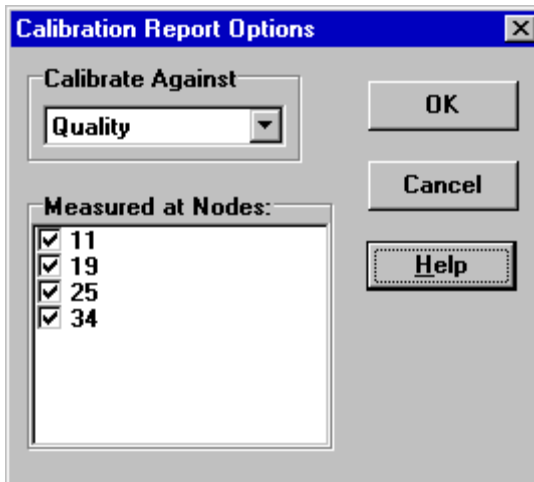 Calibration Report Options
Calibrate Against
Quality
OK
Cancel
Measured at Nodes:
11
19
25
34
Help